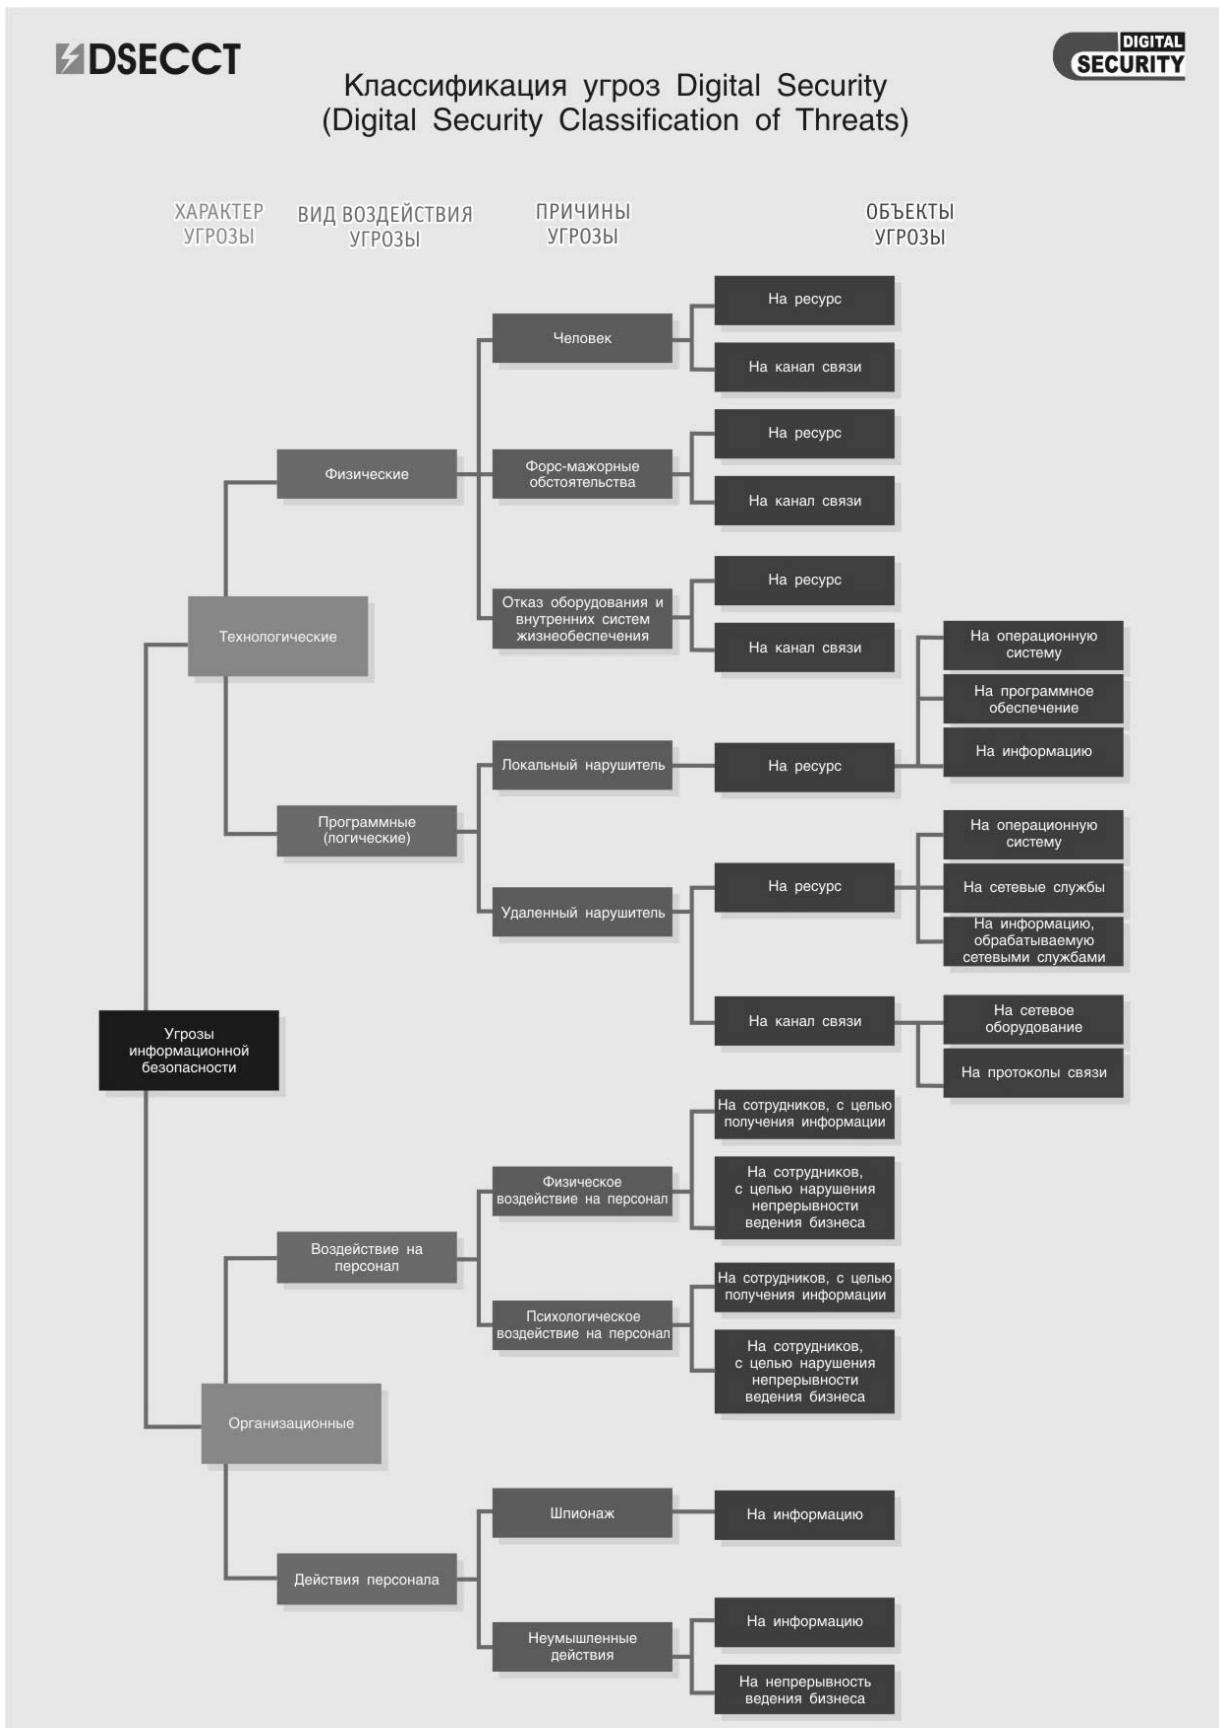 DSECCT
DIGITAL
SECURITY
Классификация угроз Digital Security
(Digital Security Classification of Threats)
ХАРАКТЕР
УГРОЗЫ
ВИД ВОЗДЕЙСТВИЯ
УГРОЗЫ
ПРИЧИНЫ
УГРОЗЫ
ОБЪЕКТЫ
УГРОЗЫ
Угрозы
информационной
безопасности
Технологические
Физические
Человек
На ресурс
На канал связи
Форс-мажорные
обстоятельства
На ресурс
На канал связи
Отказ оборудования и
внутренних систем
жизнеобеспечения
На ресурс
На канал связи
Программные
(логические)
Локальный нарушитель
На ресурс
На операционную
систему
На программное
обеспечение
На информацию
Удаленный нарушитель
На ресурс
На операционную
систему
На сетевые службы
На информацию,
обрабатываемую
сетевыми службами
На канал связи
На сетевое
оборудование
На протоколы связи
Организационные
Воздействие на
персонал
Физическое
воздействие на персонал
На сотрудников, с целью
получения информации
На сотрудников,
с целью нарушения
непрерывности
ведения бизнеса
Психологическое
воздействие на персонал
На сотрудников, с целью
получения информации
На сотрудников,
с целью нарушения
непрерывности
ведения бизнеса
Действия персонала
Шпионаж
На информацию
Неумышленные
действия
На информацию
На непрерывность
ведения бизнеса